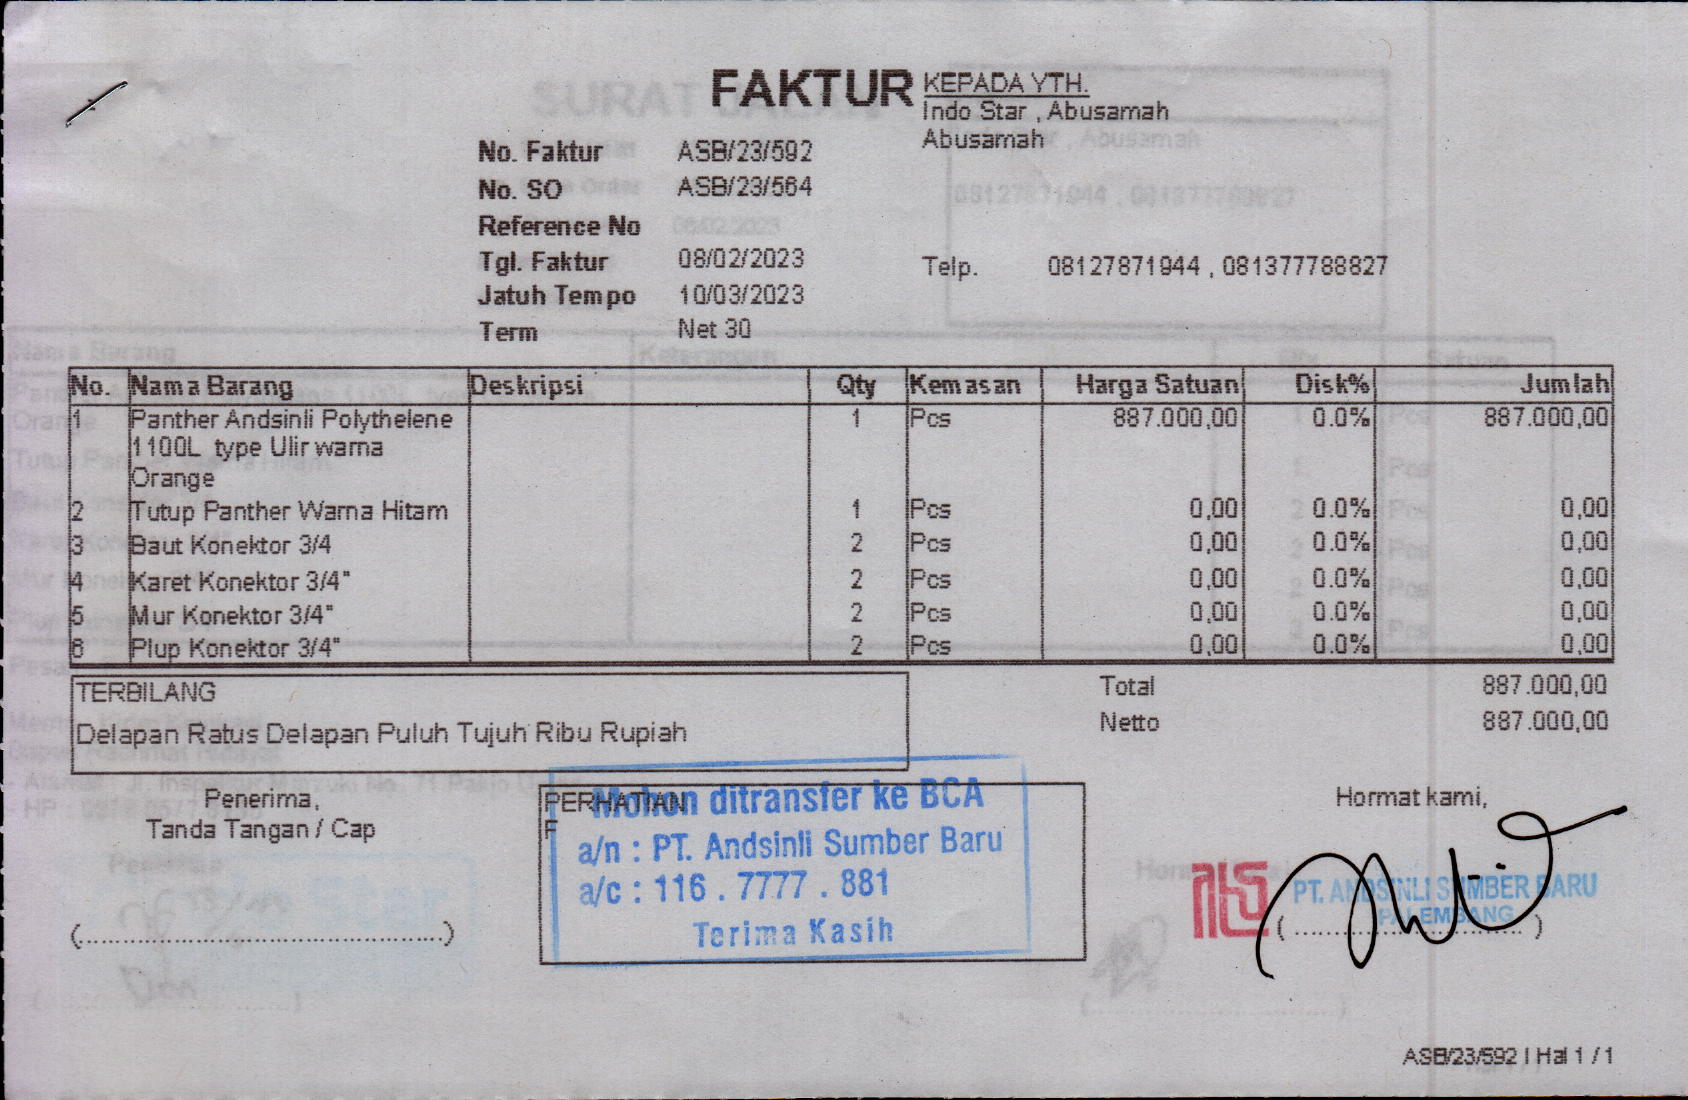 FAKTUR
KEPADA YTH.
Indo Star , Abusamah
Abusamah
No. Faktur ASB/23/592
No. SO ASB/23/564
Reference No
Tgl. Faktur 08/02/2023
Telp. 08127871944 , 081377788827
Jatuh Tempo 10/03/2023
Term Net 30
No. Nama Barang Deskripsi Qty Kemasan Harga Satuan Disk% Jumlah
1 Panther Andsinli Polythelene 1 Pcs 887.000,00 0.0% 887.000,00
1100L type Ulir warna
Orange
2 Tutup Panther Warna Hitam 1 Pcs 0,00 0.0% 0,00
3 Baut Konektor 3/4 2 Pcs 0,00 0.0% 0,00
4 Karet Konektor 3/4" 2 Pcs 0,00 0.0% 0,00
5 Mur Konektor 3/4" 2 Pcs 0,00 0.0% 0,00
6 Plup Konektor 3/4" 2 Pcs 0,00 0.0% 0,00
TERBILANG
Delapan Ratus Delapan Puluh Tujuh Ribu Rupiah
Total 887.000,00
Netto 887.000,00
Penerima,
Tanda Tangan / Cap
(..................................................)
PERHATIAN
F
Mohon ditransfer ke BCA
a/n : PT. Andsinli Sumber Baru
a/c : 116 . 7777 . 881
Terima Kasih
Hormat kami,
PT. ANDSINLI SUMBER BARU
PALEMBANG
(..................................)
ASB/23/592 | Hal 1 / 1